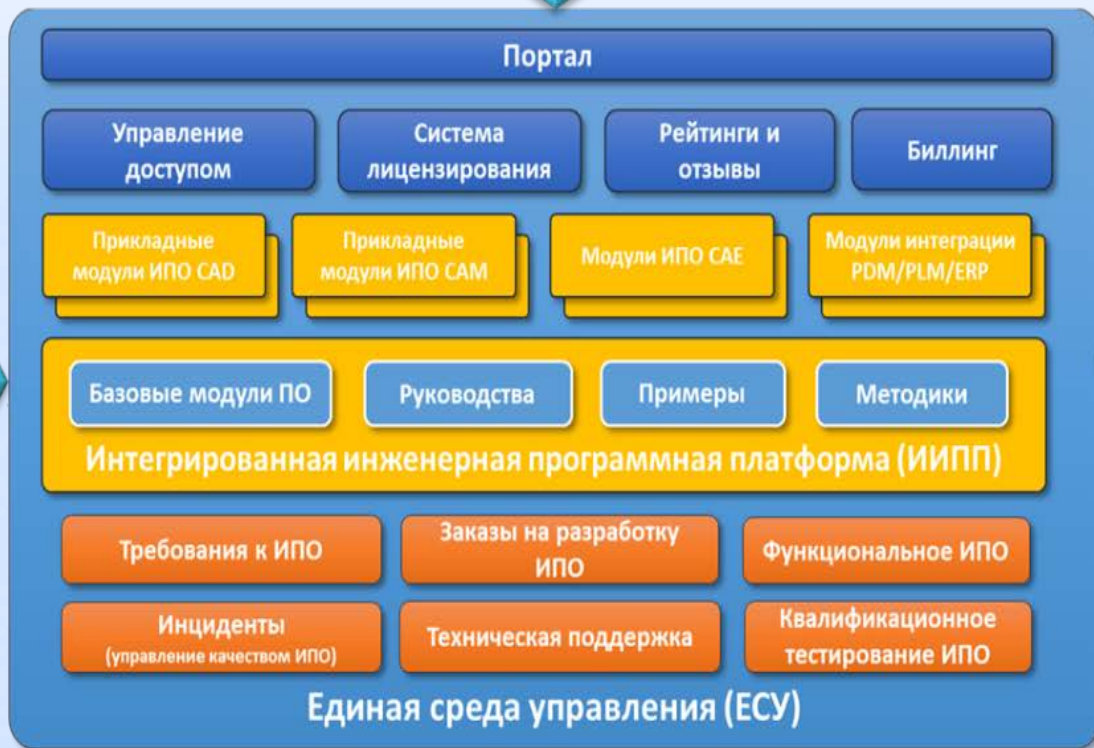 Портал
Управление
доступом
Система
лицензирования
Рейтинги и
отзывы
Биллинг
Прикладные
модули ИПО CAD
Прикладные
модули ИПО CAM
Модули ИПО CAE
Модули интеграции
PDM/PLM/ERP
Базовые модули ПО
Руководства
Примеры
Методики
Интегрированная инженерная программная платформа (ИИПП)
Требования к ИПО
Заказы на разработку
ИПО
Функциональное ИПО
Инциденты
(управление качеством ИПО)
Техническая поддержка
Квалификационное
тестирование ИПО
Единая среда управления (ЕСУ)